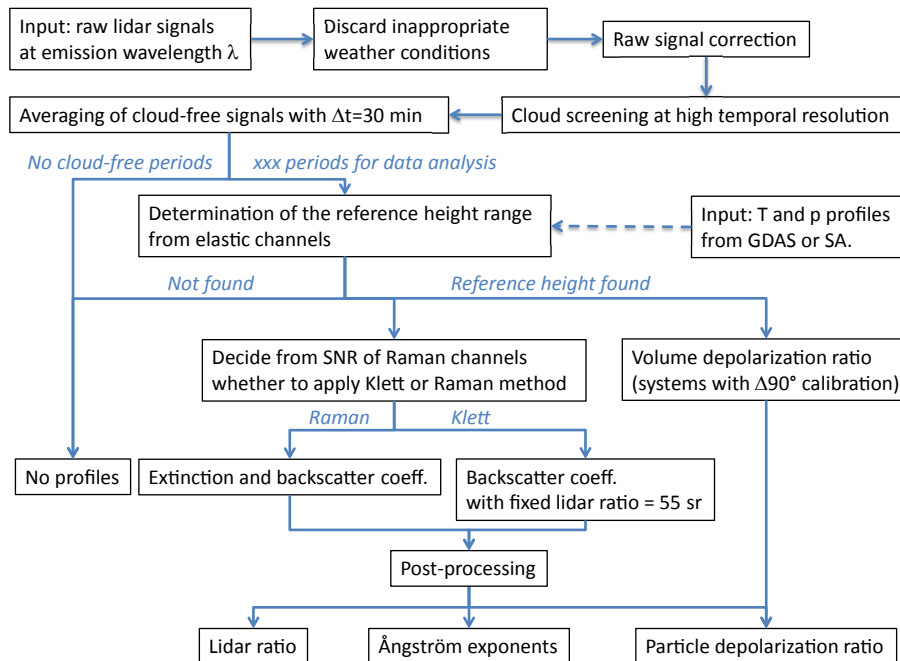 Input: raw lidar signals
at emission wavelength λ
Discard inappropriate
weather conditions
Raw signal correction
Averaging of cloud-free signals with Δt=30 min
Cloud screening at high temporal resolution
No cloud-free periods
xxx periods for data analysis
Determination of the reference height range
from elastic channels
Input: T and p profiles
from GDAS or SA.
Not found
Reference height found
Decide from SNR of Raman channels
whether to apply Klett or Raman method
Volume depolarization ratio
(systems with Δ90° calibration)
Raman
Klett
No profiles
Extinction and backscatter coeff.
Backscatter coeff.
with fixed lidar ratio = 55 sr
Post-processing
Lidar ratio
Ångström exponents
Particle depolarization ratio